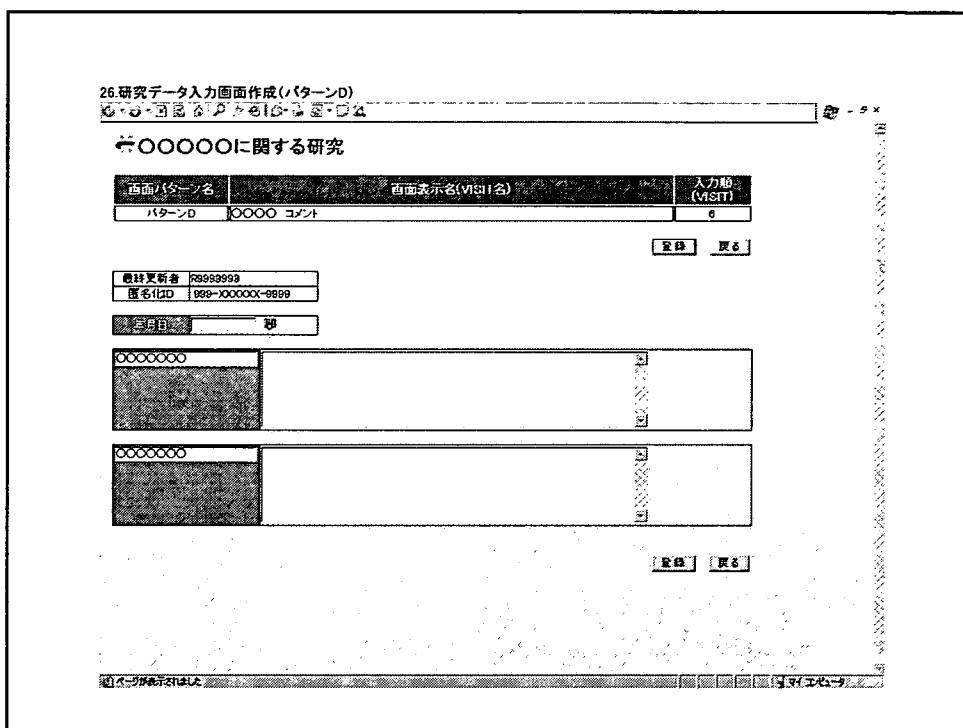 26.研究データ入力画面作成(パターンD)
○○○○○に関する研究
画面パターン名 画面表示名(VISIT名) 入力順
(VISIT)
パターンD ○○○○ コメント 6
登録 戻る
最終更新者 R9999999
匿名化ID 999-XXXXXX-9999
年月日
○○○○○○○
○○○○○○○
登録 戻る
ページが表示されました マイ コンピュータ